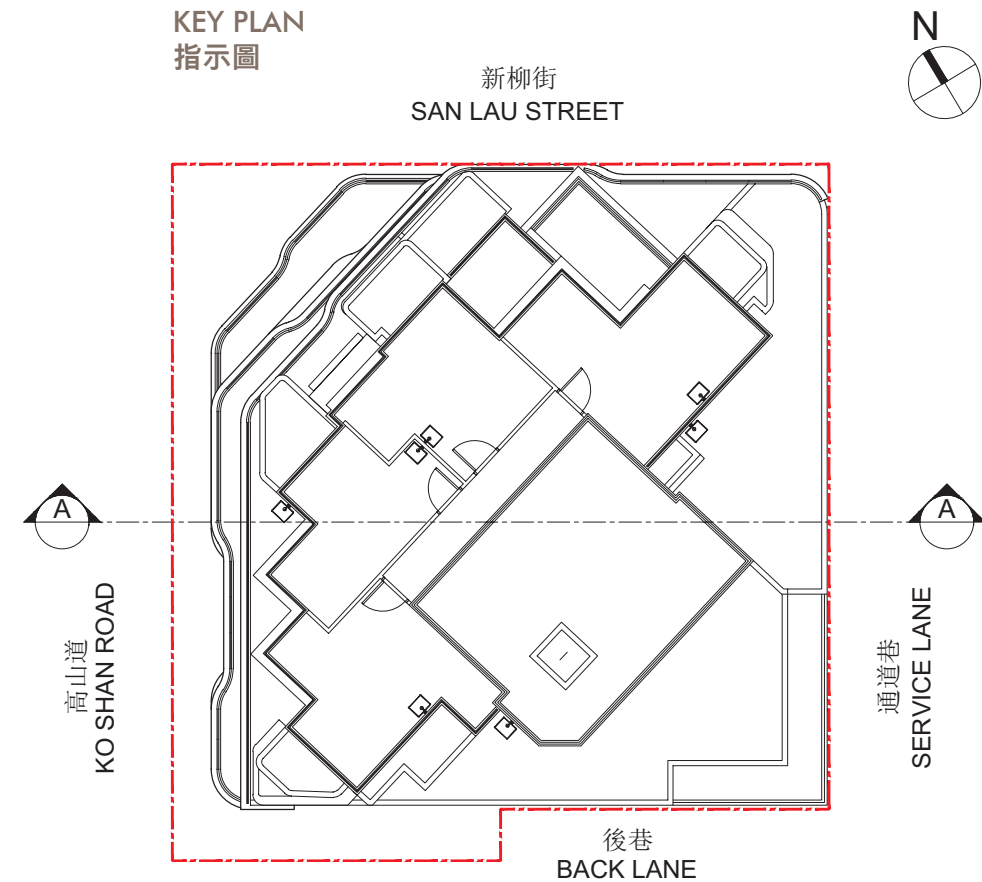 KEY PLAN
指示圖
N
新柳街
SAN LAU STREET
A
A
高山道
KO SHAN ROAD
通道巷
SERVICE LANE
後巷
BACK LANE